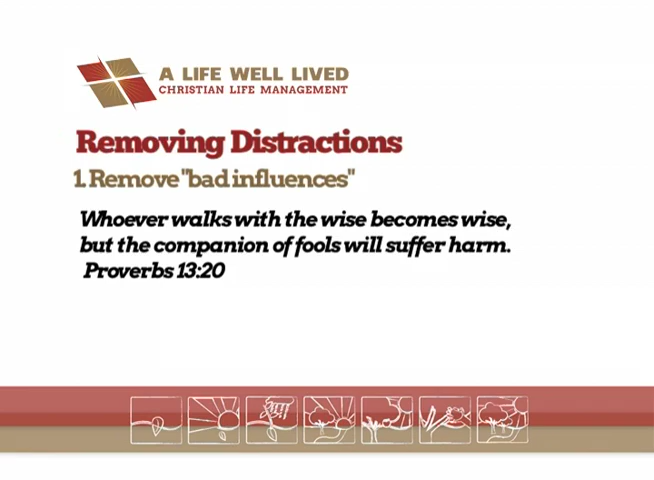 A LIFE WELL LIVED
CHRISTIAN LIFE MANAGEMENT
Removing Distractions
1. Remove "bad influences"
Whoever walks with the wise becomes wise,
but the companion of fools will suffer harm.
Proverbs 13:20